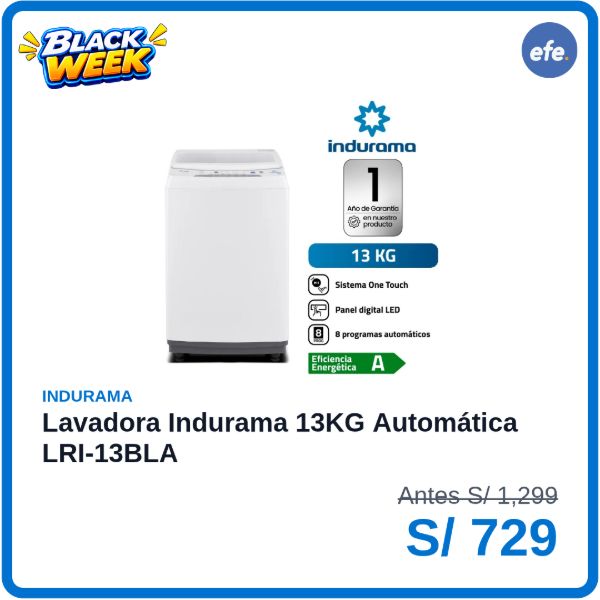 BLACK
WEEK
efe.
indurama
1
Año de Garantía
en nuestro
producto
13 KG
Sistema One Touch
Panel digital LED
8
8 programas automáticos
Eficiencia
Energética
A
INDURAMA
Lavadora Indurama 13KG Automática
LRI-13BLA
Antes S/ 1,299
S/ 729